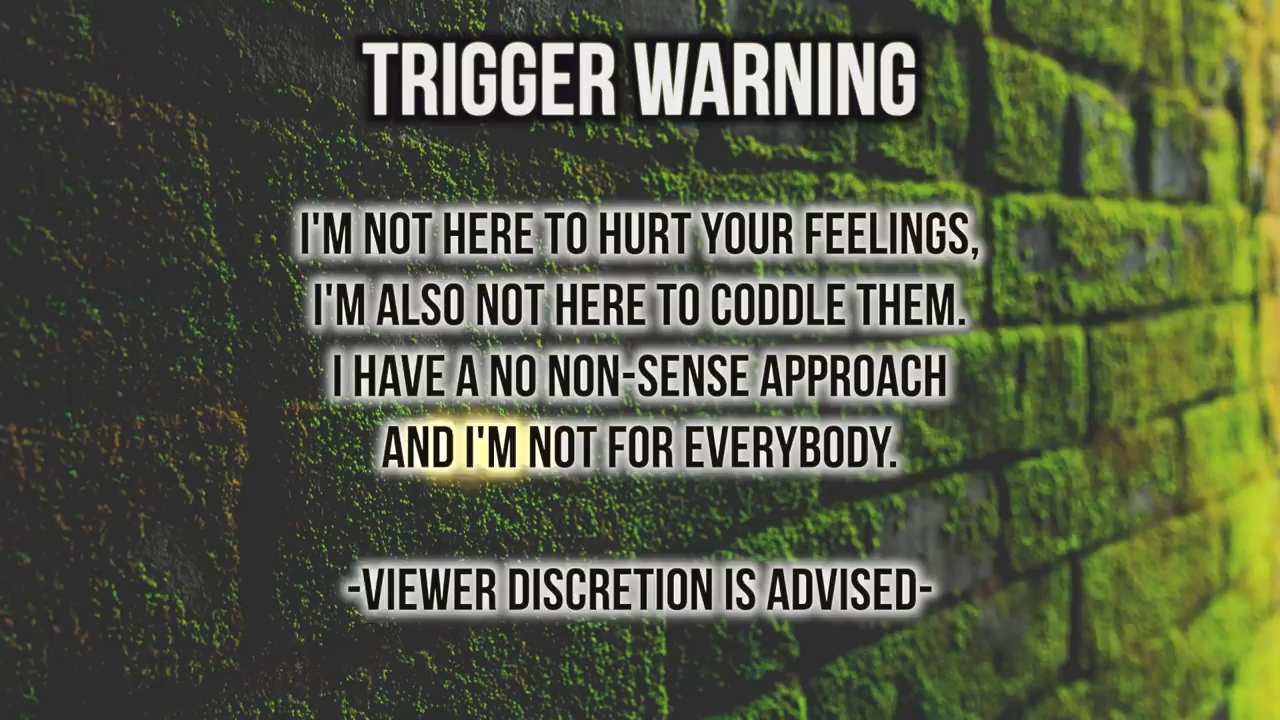 TRIGGER WARNING
I'M NOT HERE TO HURT YOUR FEELINGS,
I'M ALSO NOT HERE TO CODDLE THEM.
I HAVE A NO NON-SENSE APPROACH
AND I'M NOT FOR EVERYBODY.
-VIEWER DISCRETION IS ADVISED-